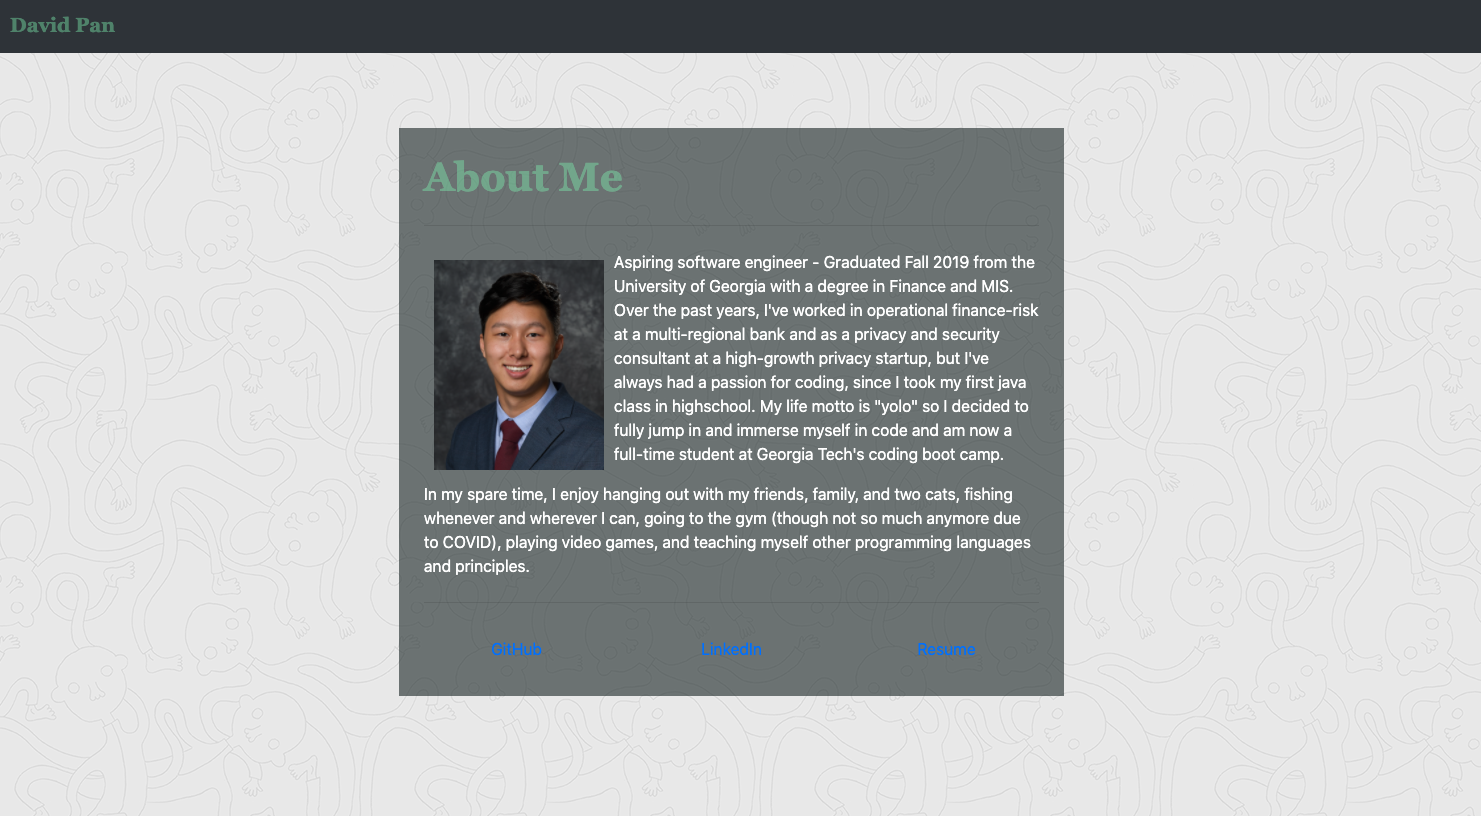 David Pan
About Me
Aspiring software engineer - Graduated Fall 2019 from the
University of Georgia with a degree in Finance and MIS.
Over the past years, I've worked in operational finance-risk
at a multi-regional bank and as a privacy and security
consultant at a high-growth privacy startup, but I've
always had a passion for coding, since I took my first java
class in highschool. My life motto is "yolo" so I decided to
fully jump in and immerse myself in code and am now a
full-time student at Georgia Tech's coding boot camp.
In my spare time, I enjoy hanging out with my friends, family, and two cats, fishing
whenever and wherever I can, going to the gym (though not so much anymore due
to COVID), playing video games, and teaching myself other programming languages
and principles.
GitHub LinkedIn Resume